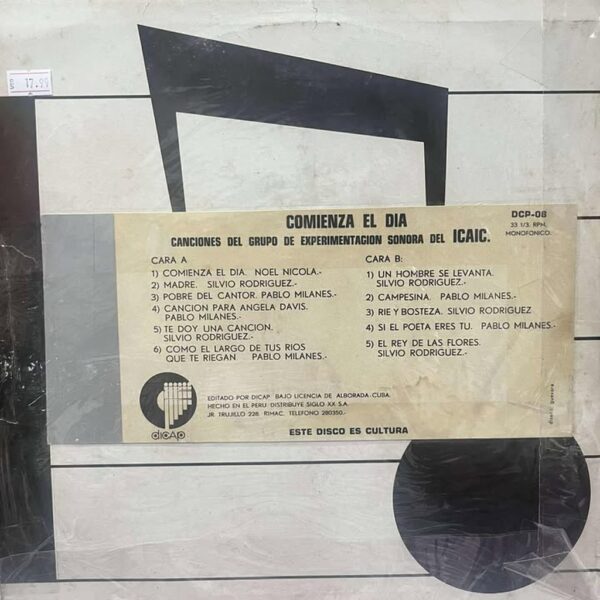 $ 17.99
COMIENZA EL DIA
CANCIONES DEL GRUPO DE EXPERIMENTACION SONORA DEL ICAIC.
DCP-08
33 1/3. RPM,
MONOFONICO.
CARA A
1) COMIENZA EL DIA. NOEL NICOLA.-
2) MADRE. SILVIO RODRIGUEZ.-
3) POBRE DEL CANTOR. PABLO MILANES.-
4) CANCION PARA ANGELA DAVIS.
PABLO MILANES.-
5) TE DOY UNA CANCION.
SILVIO RODRIGUEZ.-
6) COMO EL LARGO DE TUS RIOS
QUE TE RIEGAN PABLO MILANES.-
CARA B:
1) UN HOMBRE SE LEVANTA.
SILVIO RODRIGUEZ.-
2) CAMPESINA. PABLO MILANES.-
3) RIE Y BOSTEZA. SILVIO RODRIGUEZ
4) SI EL POETA ERES TU. PABLO MILANES.-
5) EL REY DE LAS FLORES.
SILVIO RODRIGUEZ.-
dicap
EDITADO POR DICAP BAJO LICENCIA DE ALBORADA-CUBA.
HECHO EN EL PERU- DISTRIBUYE SIGLO XX S.A.
JR. TRUJILLO 228. RIMAC. TELEFONO 280350.-
ESTE DISCO ES CULTURA
diseño: guevara